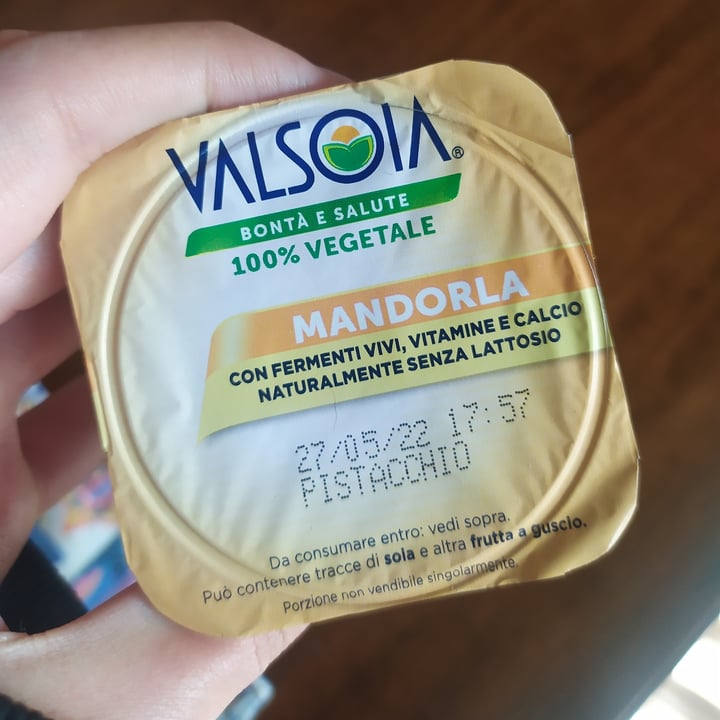 VALSOIA®
BONTÀ E SALUTE
100% VEGETALE
MANDORLA
CON FERMENTI VIVI, VITAMINE E CALCIO
NATURALMENTE SENZA LATTOSIO
27/05/22 17:57
PISTACCHIO
Da consumare entro: vedi sopra.
Può contenere tracce di soia e altra frutta a guscio.
Porzione non vendibile singolarmente.